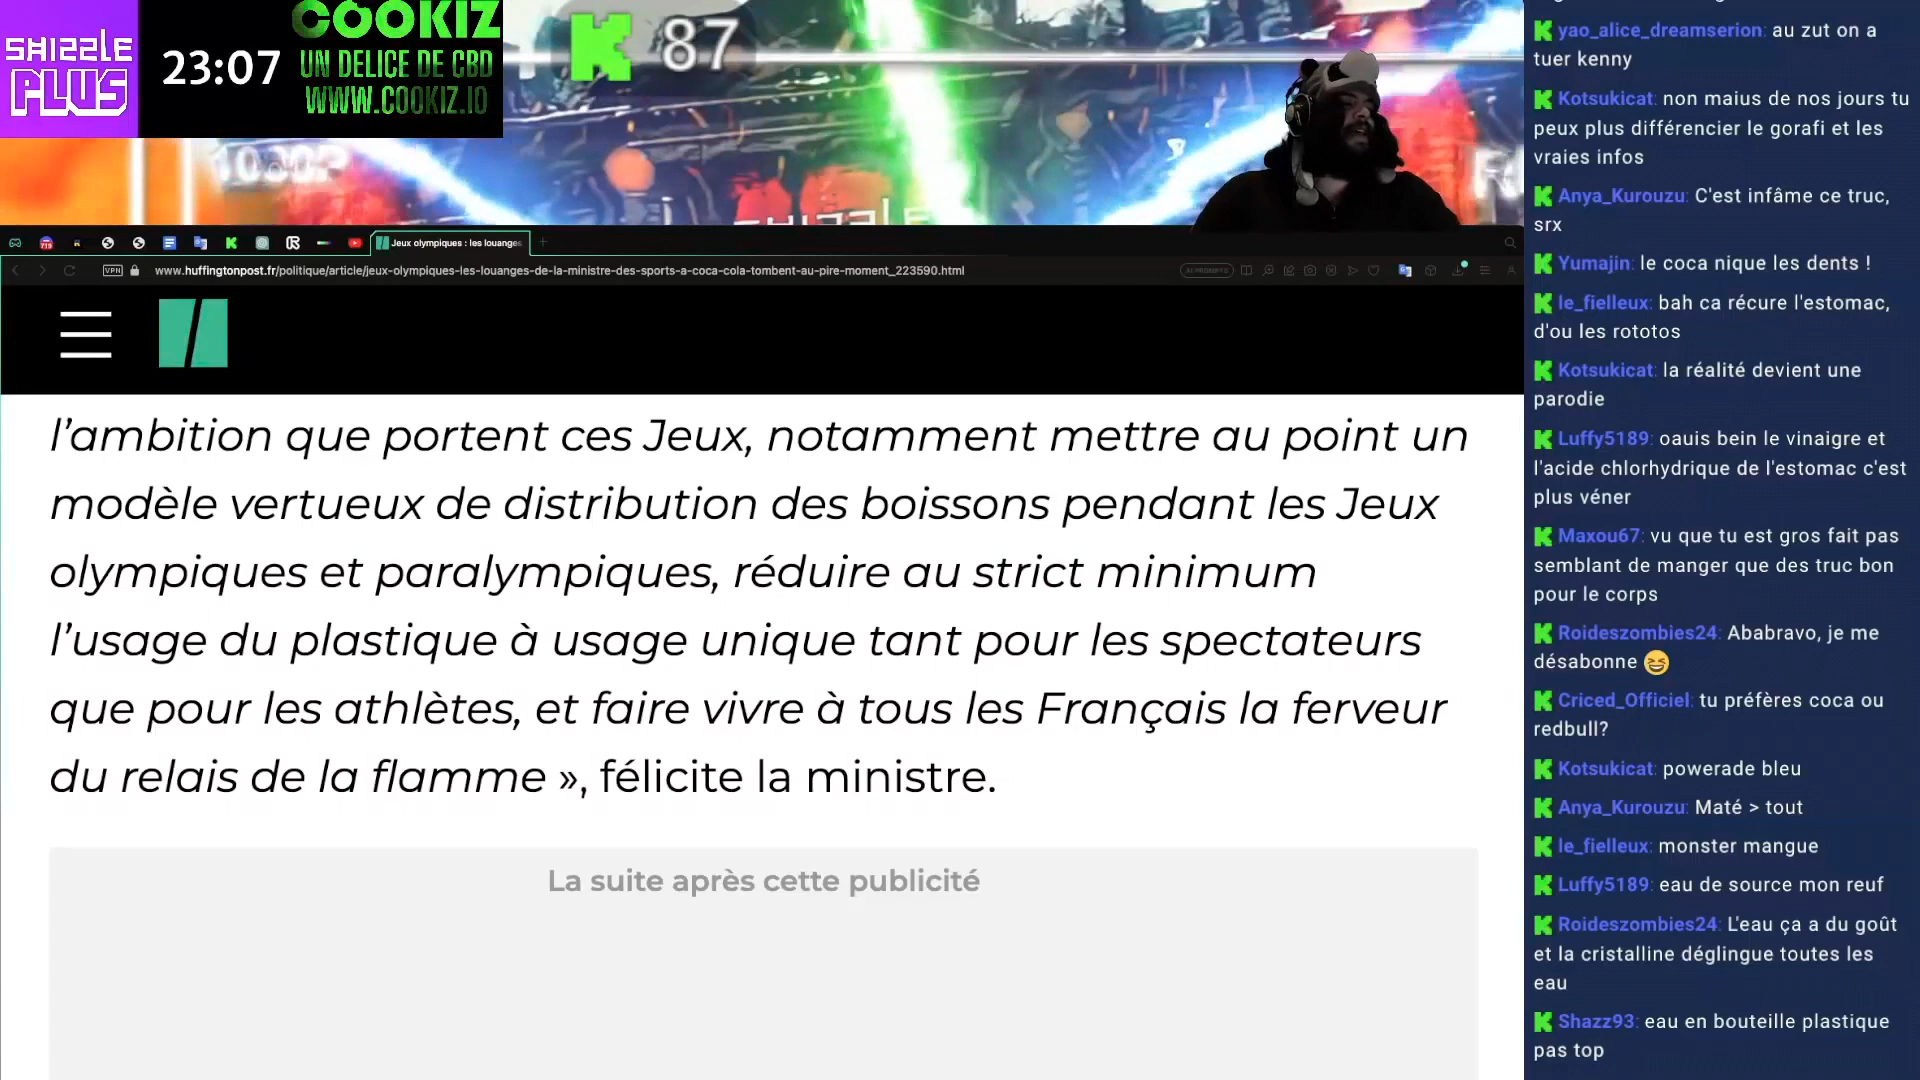 SHIZZLE
PLUS
23:07
COOKIZ
UN DELICE DE CBD
WWW.COOKIZ.IO
87
Jeux olympiques : les louanges
VPN
www.huffingtonpost.fr/politique/article/jeux-olympiques-les-louanges-de-la-ministre-des-sports-a-coca-cola-tombent-au-pire-moment_223590.html
l’ambition que portent ces Jeux, notamment mettre au point un
modèle vertueux de distribution des boissons pendant les Jeux
olympiques et paralympiques, réduire au strict minimum
l’usage du plastique à usage unique tant pour les spectateurs
que pour les athlètes, et faire vivre à tous les Français la ferveur
du relais de la flamme », félicite la ministre.
La suite après cette publicité
yao_alice_dreamserion: au zut on a
tuer kenny
Kotsukicat: non maius de nos jours tu
peux plus différencier le gorafi et les
vraies infos
Anya_Kurouzu: C'est infâme ce truc,
srx
Yumajin: le coca nique les dents !
le_fielleux: bah ca récure l'estomac,
d'ou les rototos
Kotsukicat: la réalité devient une
parodie
Luffy5189: oauis bein le vinaigre et
l'acide chlorhydrique de l'estomac c'est
plus véner
Maxou67: vu que tu est gros fait pas
semblant de manger que des truc bon
pour le corps
Roideszombies24: Ababravo, je me
désabonne 😆
Criced_Officiel: tu préfères coca ou
redbull?
Kotsukicat: powerade bleu
Anya_Kurouzu: Maté > tout
le_fielleux: monster mangue
Luffy5189: eau de source mon reuf
Roideszombies24: L'eau ça a du goût
et la cristalline déglingue toutes les
eau
Shazz93: eau en bouteille plastique
pas top